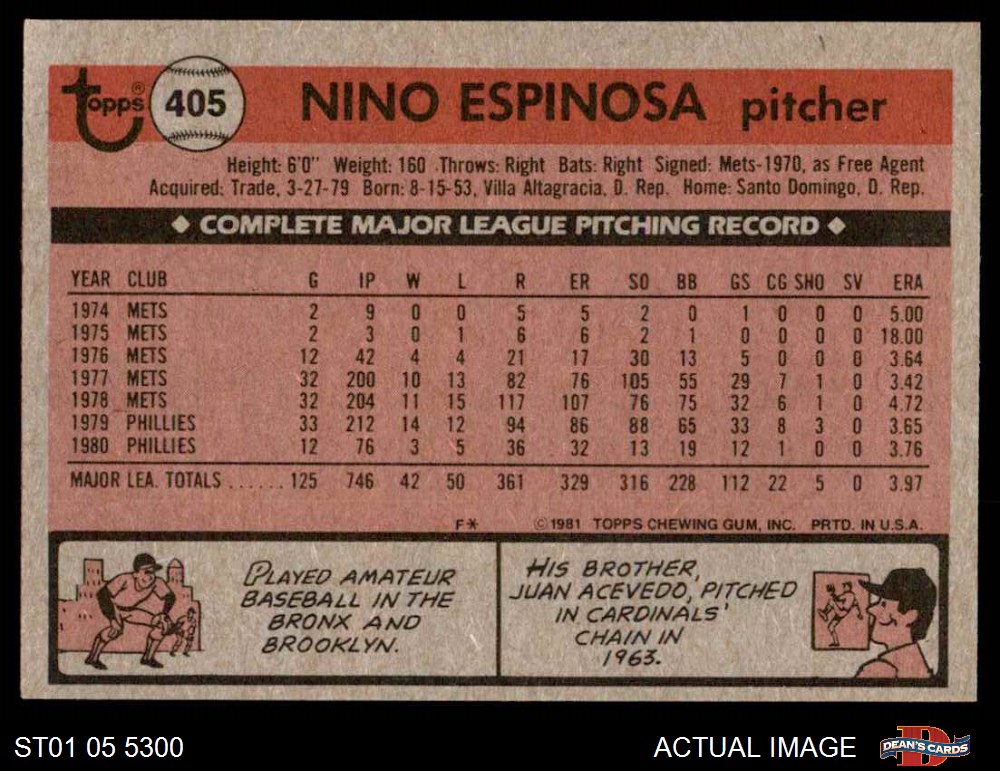 Topps® 405 NINO ESPINOSA pitcher
Height: 6'0" Weight: 160 Throws: Right Bats: Right Signed: Mets-1970, as Free Agent
Acquired: Trade, 3-27-79 Born: 8-15-53, Villa Altagracia, D. Rep. Home: Santo Domingo, D. Rep.
◆ COMPLETE MAJOR LEAGUE PITCHING RECORD ◆
YEAR CLUB G IP W L R ER SO BB GS CG SHO SV ERA
1974 METS 2 9 0 0 5 5 2 0 1 0 0 0 5.00
1975 METS 2 3 0 1 6 6 2 1 0 0 0 0 18.00
1976 METS 12 42 4 4 21 17 30 13 5 0 0 0 3.64
1977 METS 32 200 10 13 82 76 105 55 29 7 1 0 3.42
1978 METS 32 204 11 15 117 107 76 75 32 6 1 0 4.72
1979 PHILLIES 33 212 14 12 94 86 88 65 33 8 3 0 3.65
1980 PHILLIES 12 76 3 5 36 32 13 19 12 1 0 0 3.76
MAJOR LEA. TOTALS ...... 125 746 42 50 361 329 316 228 112 22 5 0 3.97
F* ©1981 TOPPS CHEWING GUM, INC. PRTD. IN U.S.A.
PLAYED AMATEUR
BASEBALL IN THE
BRONX AND
BROOKLYN.
HIS BROTHER,
JUAN ACEVEDO, PITCHED
IN CARDINALS'
CHAIN IN
1963.
ST01 05 5300 ACTUAL IMAGE DEAN'S CARDS